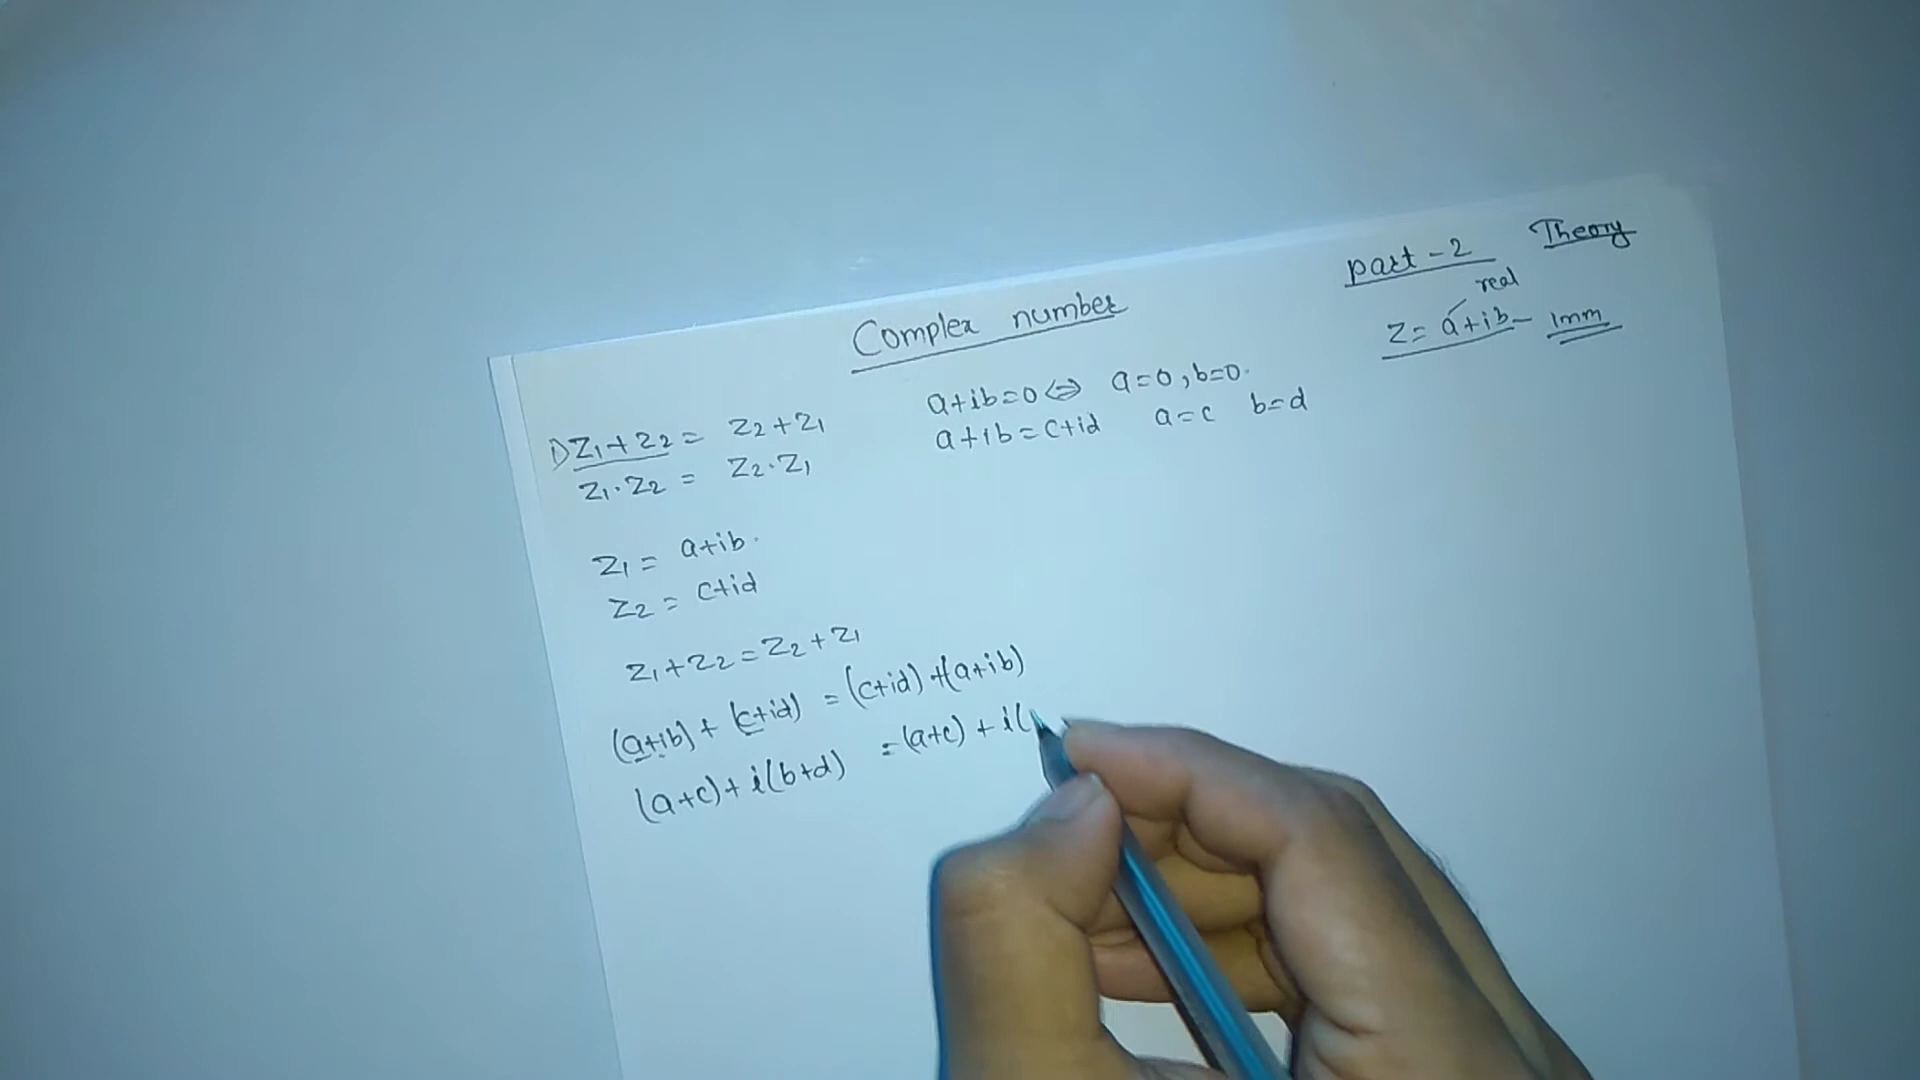 Part - 2 Theory
real
Complex number
Z = a+ib - Imm
a+ib=0 ⇔ a=0, b=0.
1) Z₁+Z₂ = Z₂+Z₁
a+ib = c+id a=c b=d
Z₁·Z₂ = Z₂·Z₁
Z₁ = a+ib.
Z₂ = c+id
Z₁+Z₂ = Z₂+Z₁
(a+ib) + (c+id) = (c+id) + (a+ib)
(a+c) + i(b+d) = (a+c) + i(